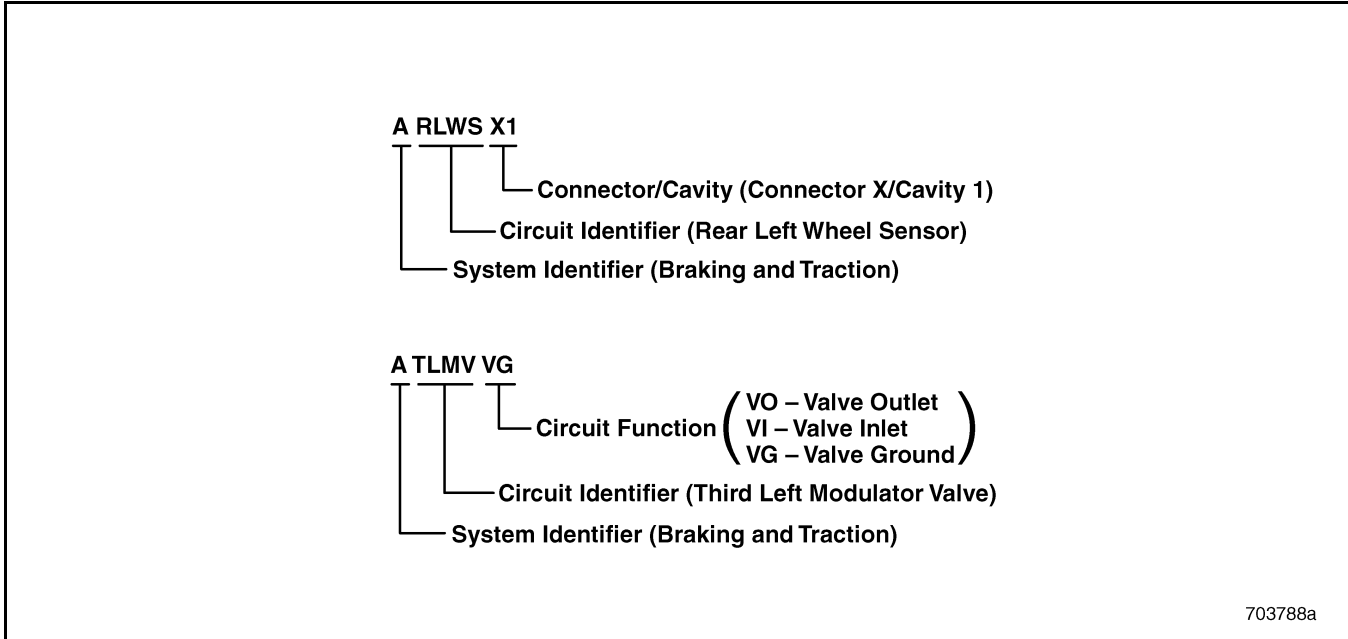 A RLWS X1
Connector/Cavity (Connector X/Cavity 1)
Circuit Identifier (Rear Left Wheel Sensor)
System Identifier (Braking and Traction)
A TLMV VG
VO – Valve Outlet
Circuit Function ( VI – Valve Inlet )
VG – Valve Ground
Circuit Identifier (Third Left Modulator Valve)
System Identifier (Braking and Traction)
703788a